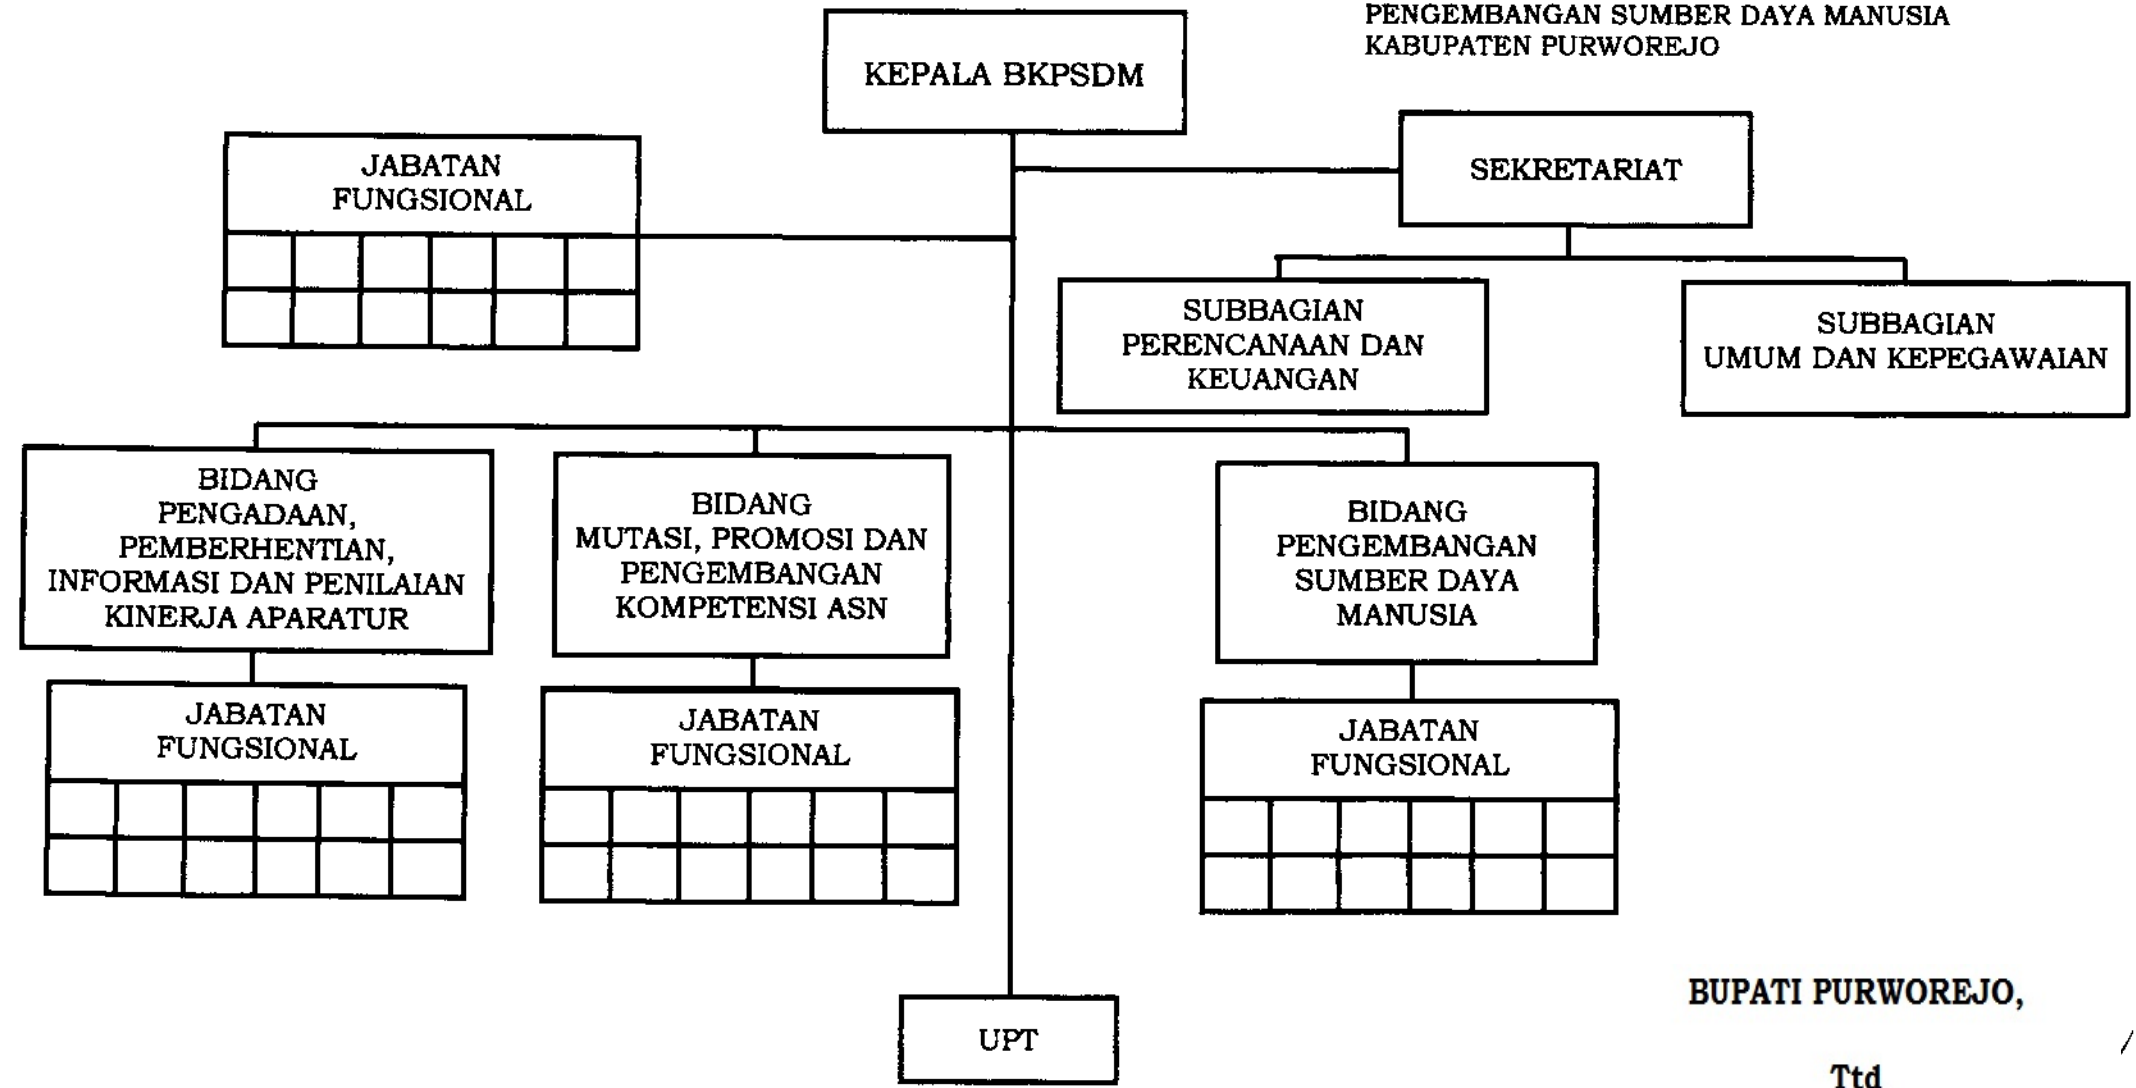 PENGEMBANGAN SUMBER DAYA MANUSIA
KABUPATEN PURWOREJO
KEPALA BKPSDM
SEKRETARIAT
JABATAN
FUNGSIONAL
SUBBAGIAN
PERENCANAAN DAN
KEUANGAN
SUBBAGIAN
UMUM DAN KEPEGAWAIAN
BIDANG
PENGADAAN,
PEMBERHENTIAN,
INFORMASI DAN PENILAIAN
KINERJA APARATUR
BIDANG
MUTASI, PROMOSI DAN
PENGEMBANGAN
KOMPETENSI ASN
BIDANG
PENGEMBANGAN
SUMBER DAYA
MANUSIA
JABATAN
FUNGSIONAL
JABATAN
FUNGSIONAL
JABATAN
FUNGSIONAL
UPT
BUPATI PURWOREJO,
Ttd